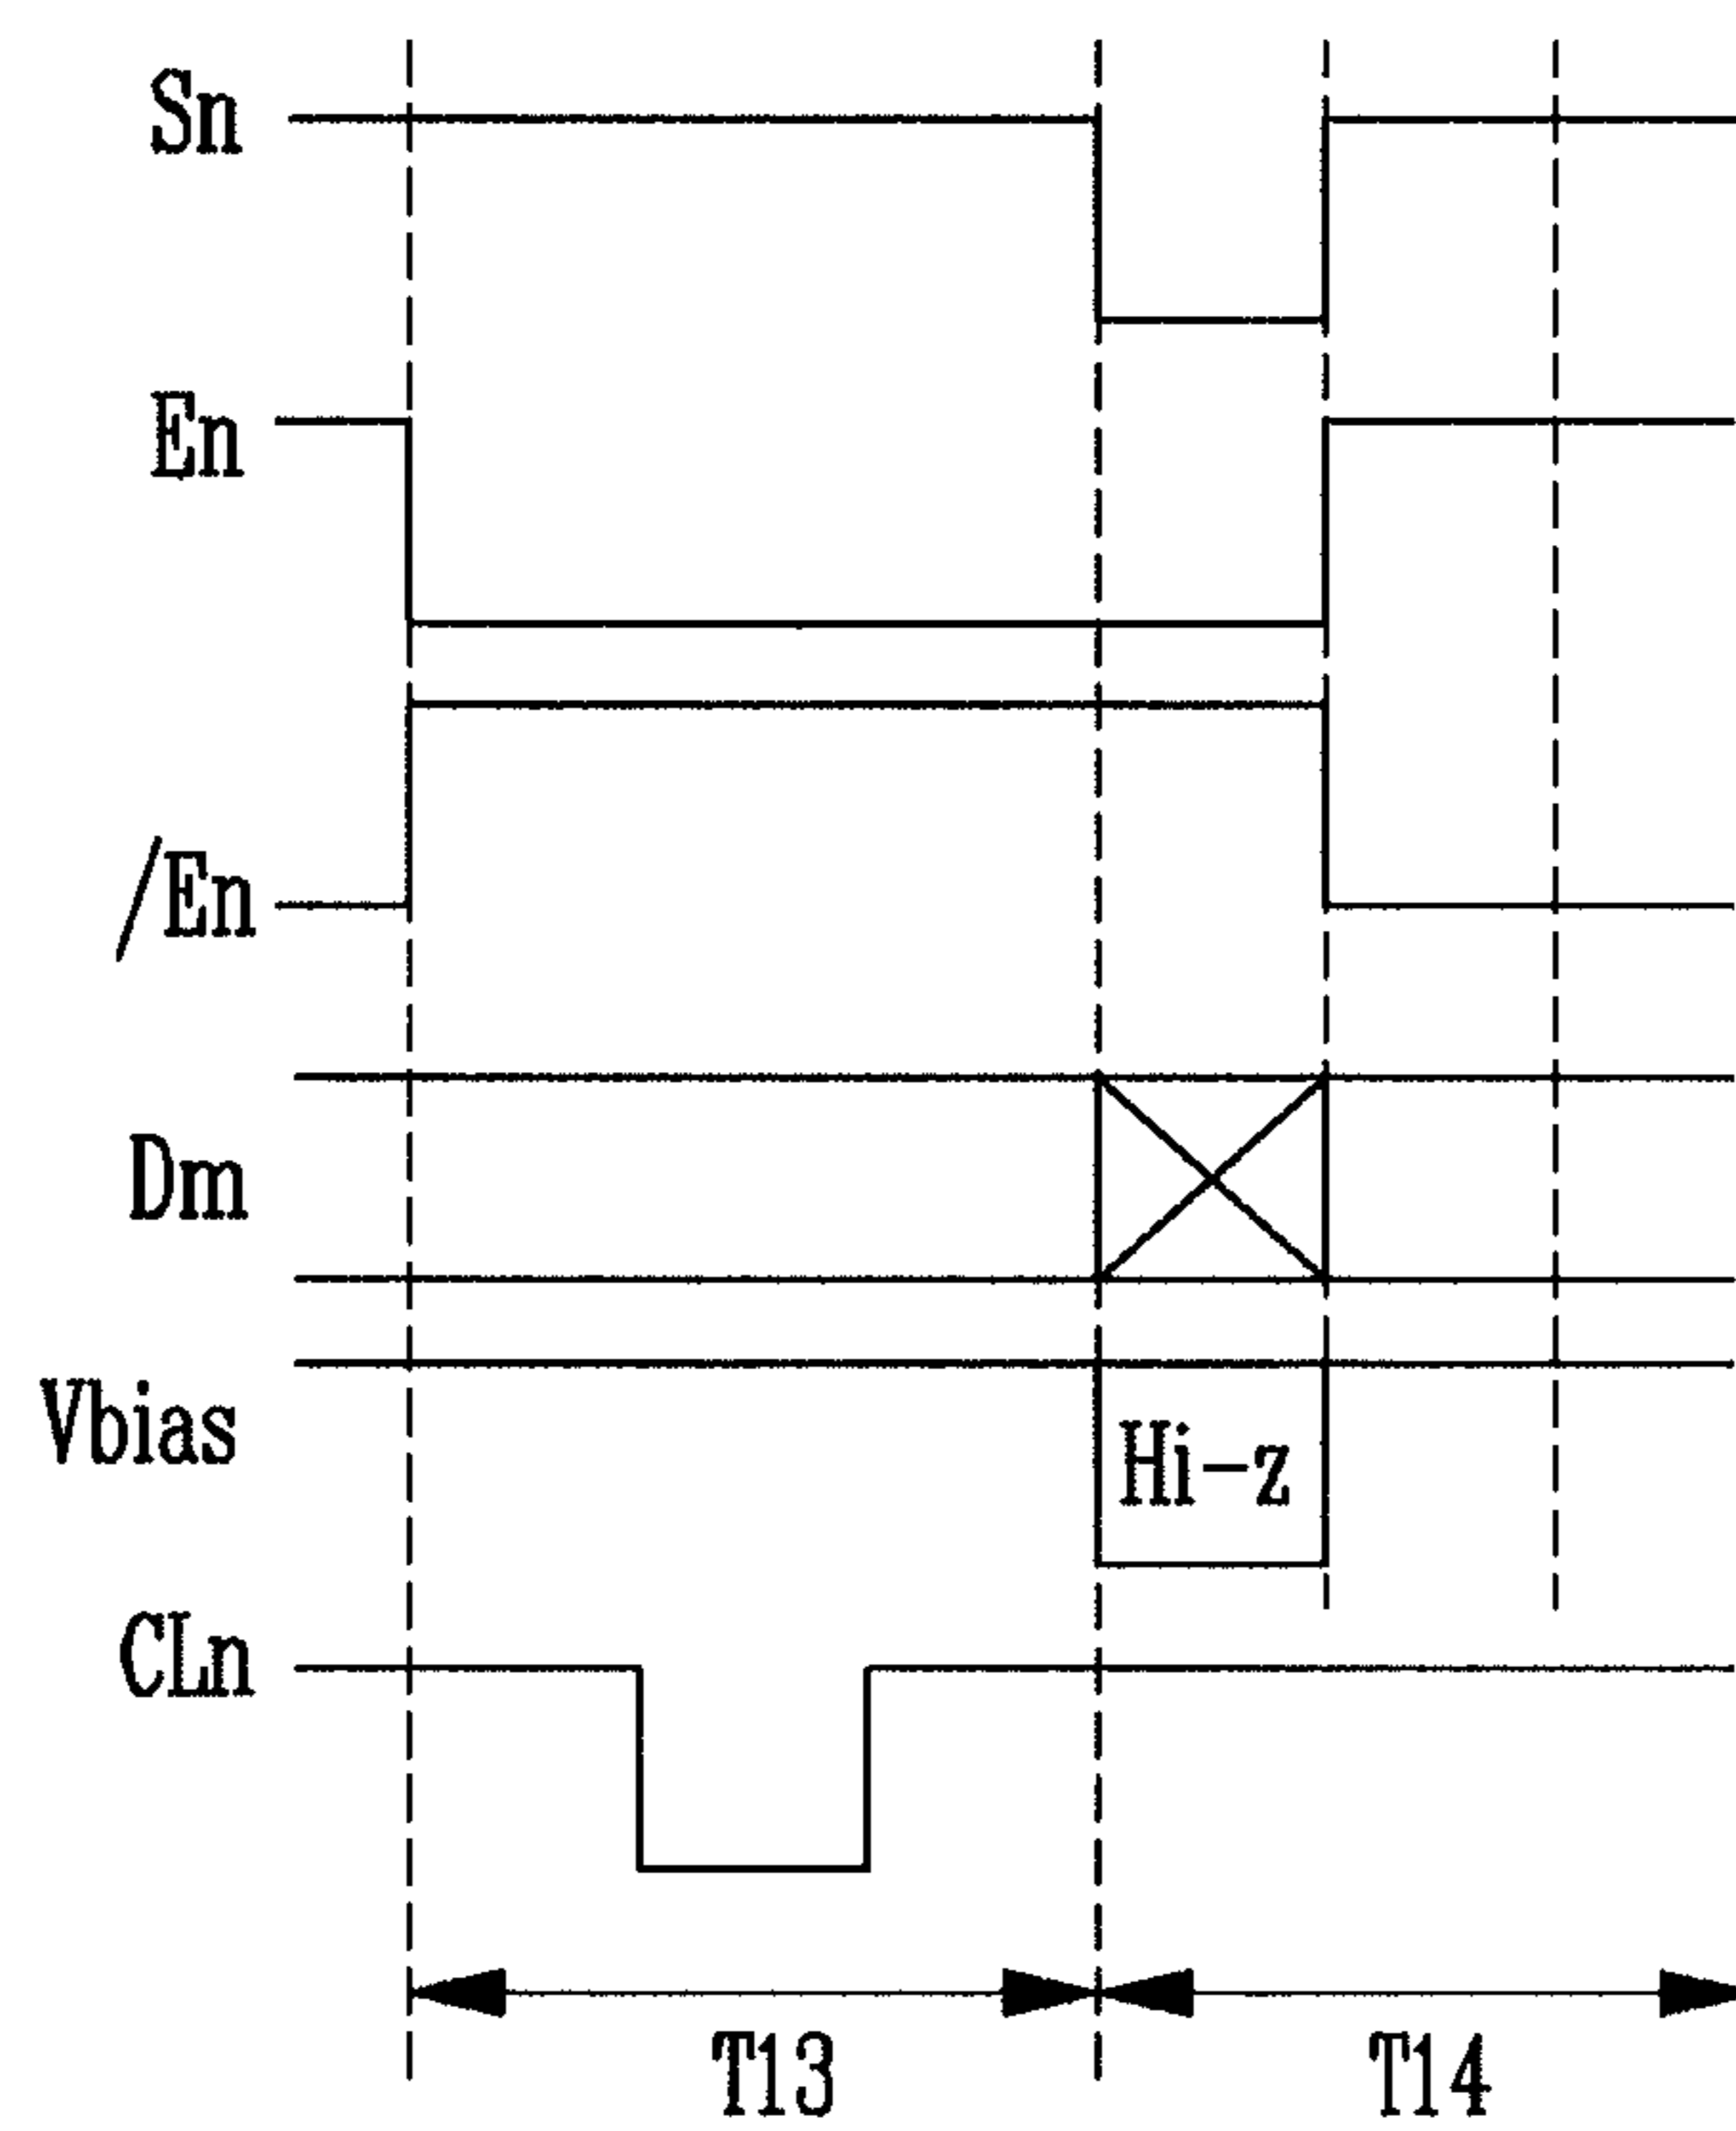 Sn
En
/En
Dm
Vbias
Hi-z
CLn
T13
T14